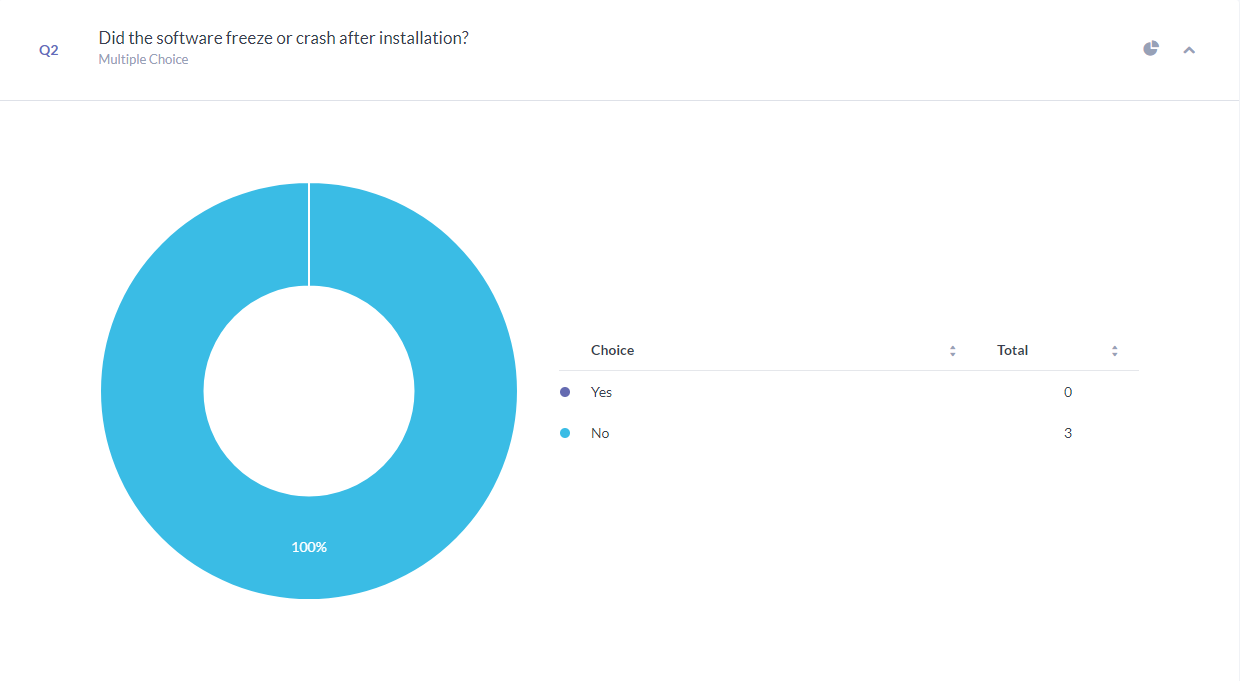 Q2
Did the software freeze or crash after installation?
Multiple Choice
Choice Total
Yes 0
No 3
100%